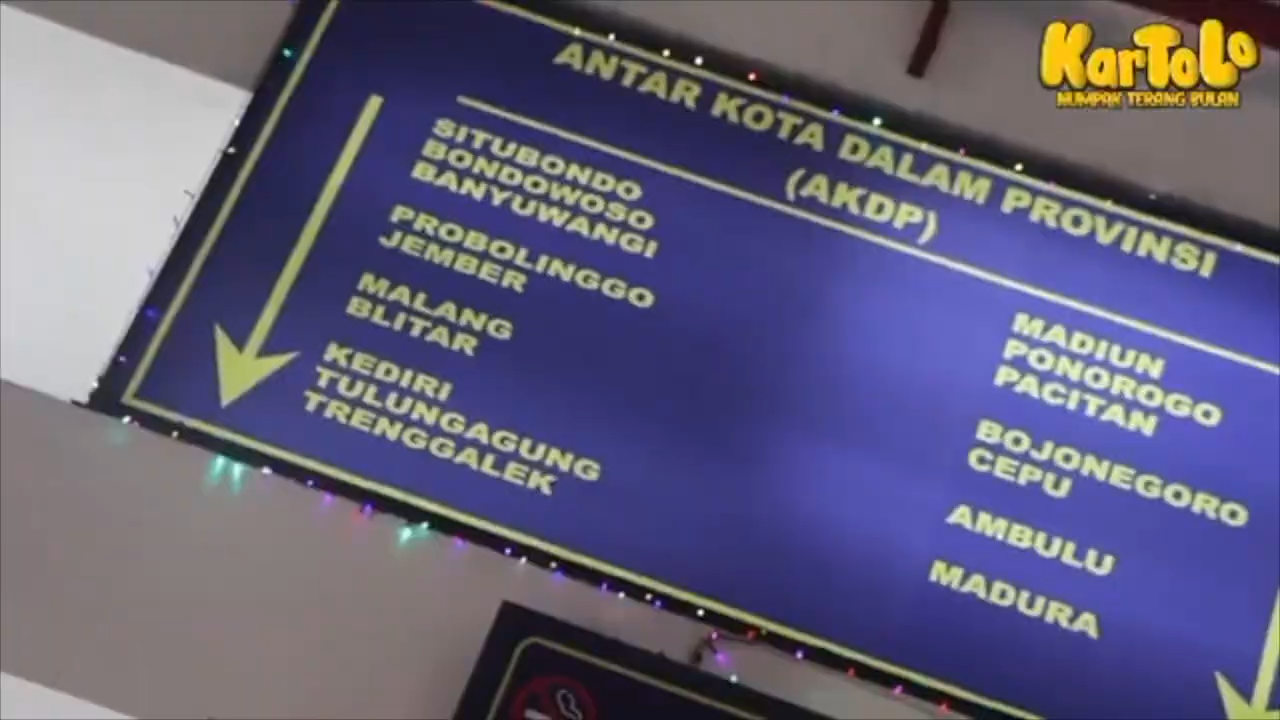 KarToLo
NUMPAK TERANG BULAN
ANTAR KOTA DALAM PROVINSI
(AKDP)
SITUBONDO
BONDOWOSO
BANYUWANGI
PROBOLINGGO
JEMBER
MALANG
BLITAR
KEDIRI
TULUNGAGUNG
TRENGGALEK
MADIUN
PONOROGO
PACITAN
BOJONEGORO
CEPU
AMBULU
MADURA